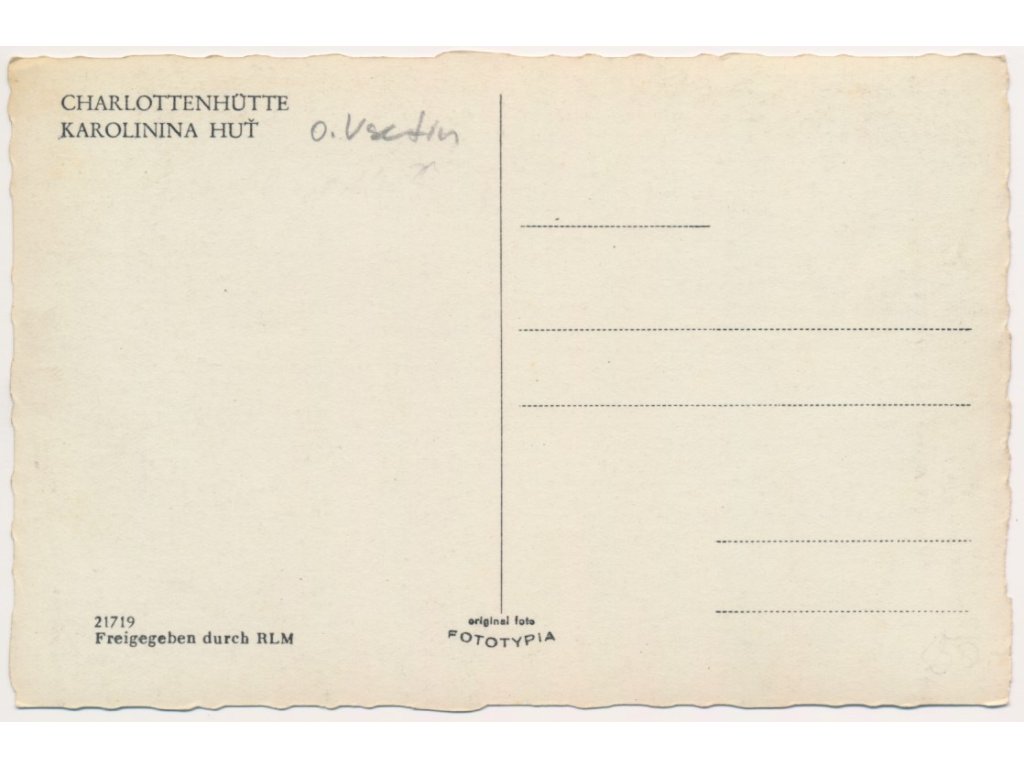 CHARLOTTENHÜTTE
KAROLININA HUŤ
o. Vsetín
21719
Freigegeben durch RLM
original foto
FOTOTYPIA